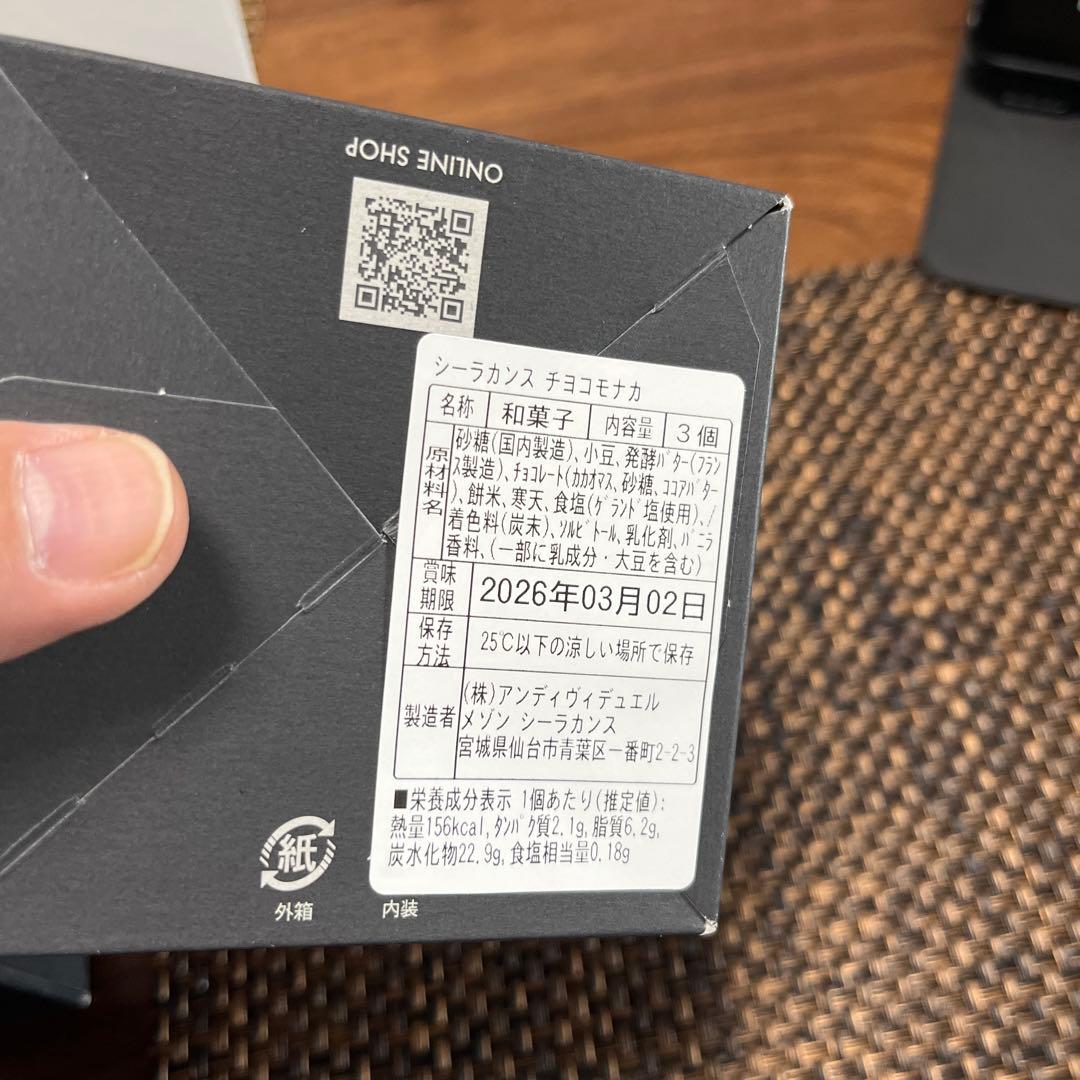 ONLINE SHOP
シーラカンス チョコモナカ
名称 和菓子 内容量 3個
原材料名
砂糖(国内製造)、小豆、発酵バター(フラン
ス製造)、チョコレート(カカオマス、砂糖、ココアバター
)、餅米、寒天、食塩(ゲランド塩使用)、/
着色料(炭末)、ソルビトール、乳化剤、バニラ
香料、(一部に乳成分・大豆を含む)
賞味期限 2026年03月02日
保存方法 25℃以下の涼しい場所で保存
製造者
(株)アンディヴィデュエル
メゾン シーラカンス
宮城県仙台市青葉区一番町2-2-3
■栄養成分表示 1個あたり(推定値):
熱量156kcal, タンパク質2.1g, 脂質6.2g,
炭水化物22.9g, 食塩相当量0.18g
紙
外箱
内装